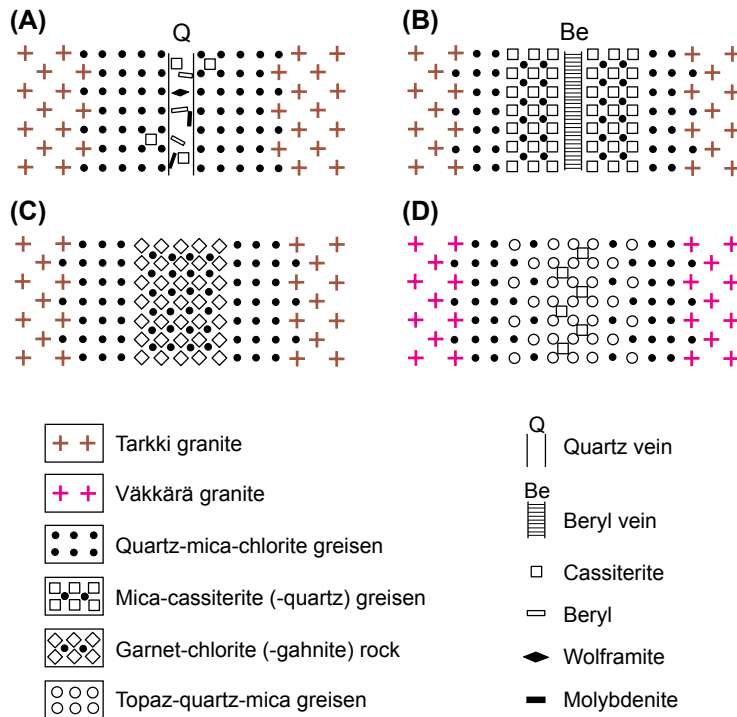 (A)
Q
(B)
Be
(C)
(D)
Tarkki granite
Väkkärä granite
Quartz-mica-chlorite greisen
Mica-cassiterite (-quartz) greisen
Garnet-chlorite (-gahnite) rock
Topaz-quartz-mica greisen
Q
Quartz vein
Be
Beryl vein
Cassiterite
Beryl
Wolframite
Molybdenite